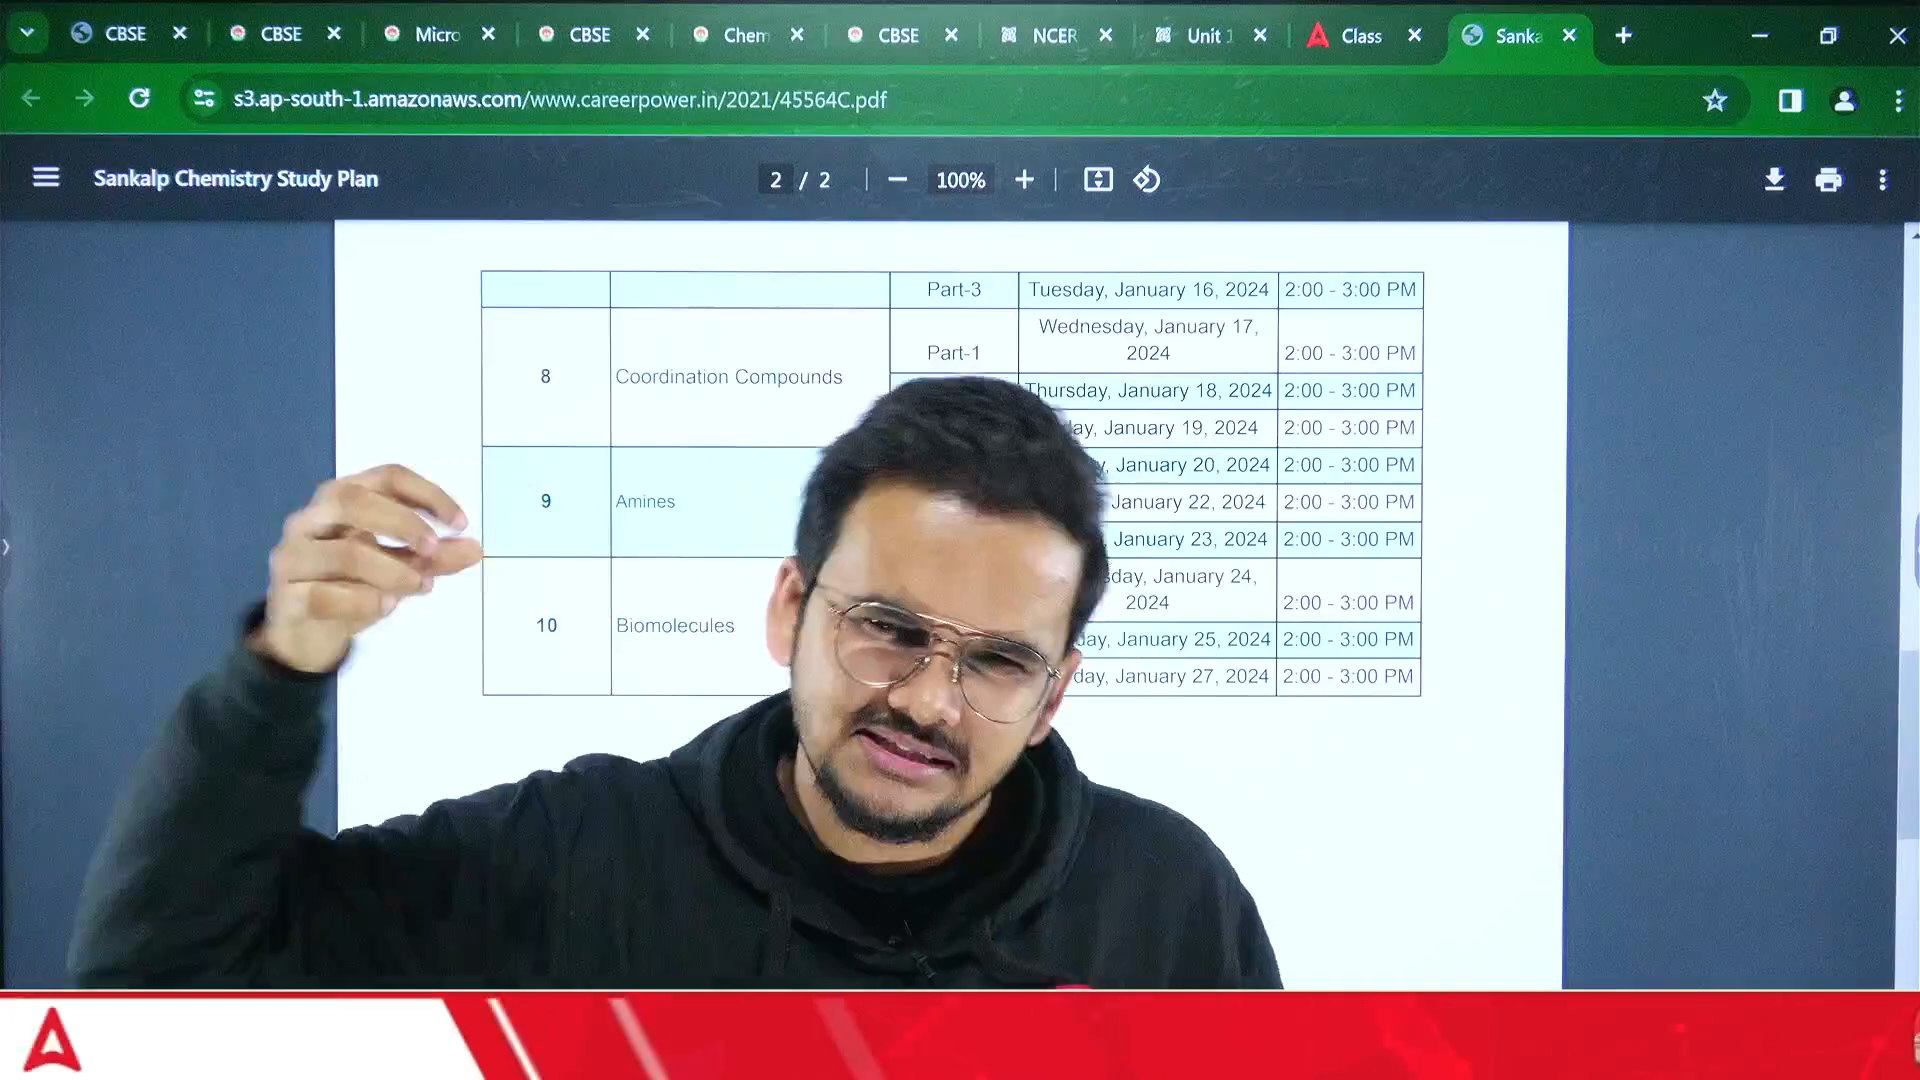 CBSE
CBSE
Micro
CBSE
Chem
CBSE
NCER
Unit 1
Class
Sanka
s3.ap-south-1.amazonaws.com/www.careerpower.in/2021/45564C.pdf
Sankalp Chemistry Study Plan
2 / 2
100%
Part-3 Tuesday, January 16, 2024 2:00 - 3:00 PM
8 Coordination Compounds Part-1 Wednesday, January 17,
2024 2:00 - 3:00 PM
Thursday, January 18, 2024 2:00 - 3:00 PM
ay, January 19, 2024 2:00 - 3:00 PM
9 Amines
y, January 20, 2024 2:00 - 3:00 PM
January 22, 2024 2:00 - 3:00 PM
, January 23, 2024 2:00 - 3:00 PM
10 Biomolecules
sday, January 24,
2024 2:00 - 3:00 PM
day, January 25, 2024 2:00 - 3:00 PM
day, January 27, 2024 2:00 - 3:00 PM